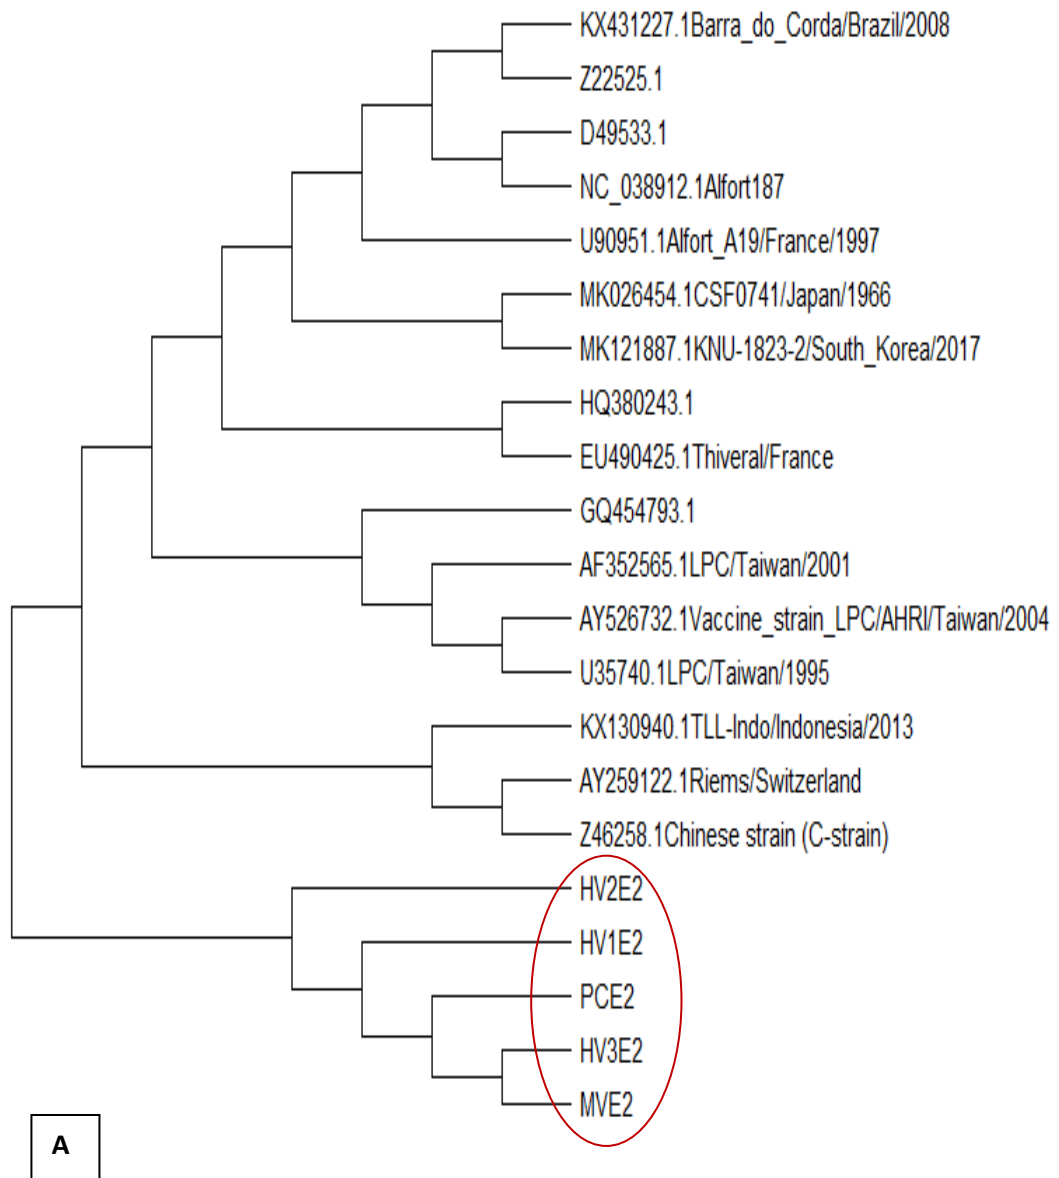 KX431227.1Barra_do_Corda/Brazil/2008
Z22525.1
D49533.1
NC_038912.1Alfort187
U90951.1Alfort_A19/France/1997
MK026454.1CSF0741/Japan/1966
MK121887.1KNU-1823-2/South_Korea/2017
HQ380243.1
EU490425.1Thiveral/France
GQ454793.1
AF352565.1LPC/Taiwan/2001
AY526732.1Vaccine_strain_LPC/AHRI/Taiwan/2004
U35740.1LPC/Taiwan/1995
KX130940.1TLL-Indo/Indonesia/2013
AY259122.1Riems/Switzerland
Z46258.1Chinese strain (C-strain)
HV2E2
HV1E2
PCE2
HV3E2
MVE2
A